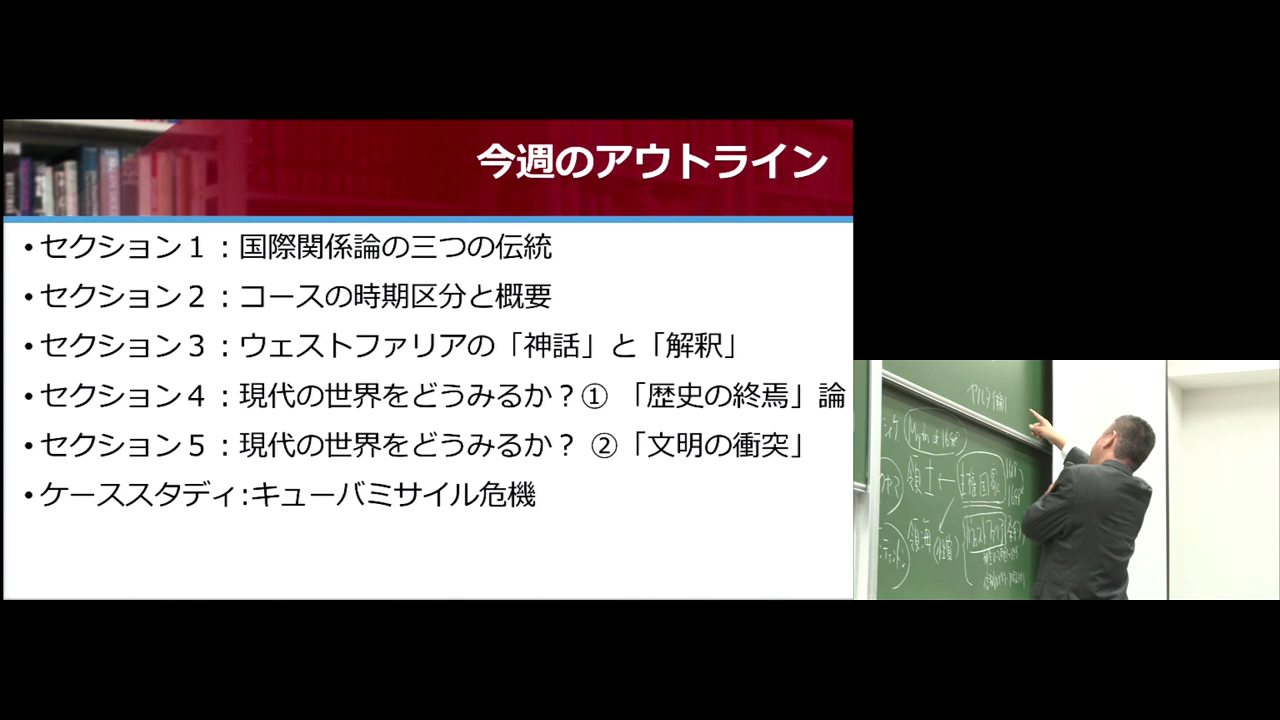 今週のアウトライン
• セクション１：国際関係論の三つの伝統
• セクション２：コースの時期区分と概要
• セクション３：ウェストファリアの「神話」と「解釈」
• セクション４：現代の世界をどうみるか？① 「歴史の終焉」論
• セクション５：現代の世界をどうみるか？ ②「文明の衝突」
• ケーススタディ:キューバミサイル危機
Myth of 1648
領土 ← 主権国家
領海